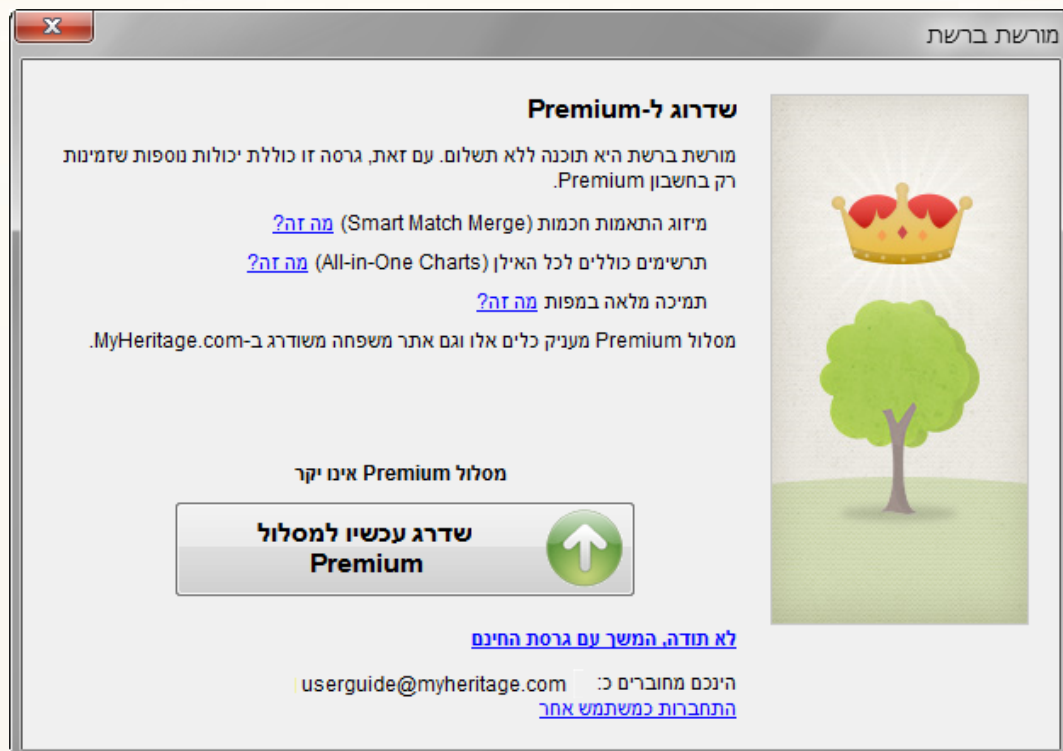 מורשת ברשת
שדרוג ל-Premium
מורשת ברשת היא תוכנה ללא תשלום. עם זאת, גרסה זו כוללת יכולות נוספות שזמינות
רק בחשבון Premium.
מיזוג התאמות חכמות (Smart Match Merge) מה זה?
תרשימים כוללים לכל האילן (All-in-One Charts) מה זה?
תמיכה מלאה במפות מה זה?
מסלול Premium מעניק כלים אלו וגם אתר משפחה משודרג ב-MyHeritage.com.
מסלול Premium אינו יקר
שדרג עכשיו למסלול
Premium
לא תודה, המשך עם גרסת החינם
הינכם מחוברים כ: userguide@myheritage.com
התחברות כמשתמש אחר